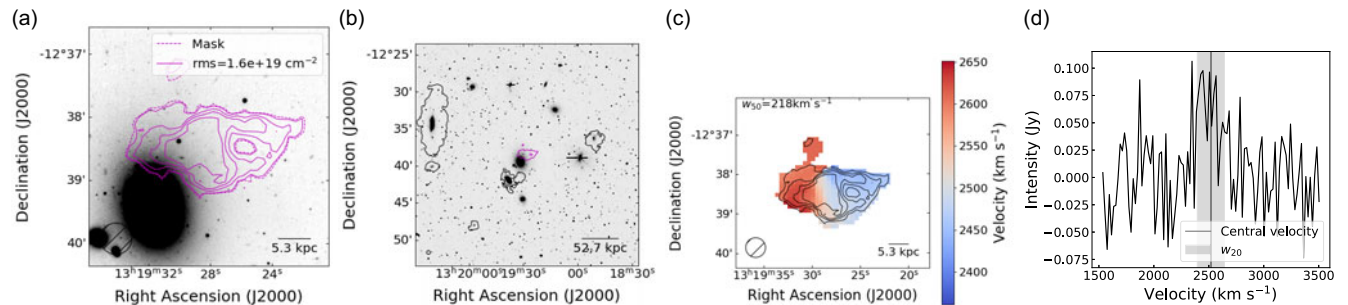 (a)
Mask
rms=1.6e+19 cm⁻²
-12°37'
38'
39'
40'
Declination (J2000)
5.3 kpc
13ʰ19ᵐ32ˢ
28ˢ
24ˢ
Right Ascension (J2000)
(b)
-12°25'
30'
35'
40'
45'
50'
Declination (J2000)
52.7 kpc
13ʰ20ᵐ00ˢ
19ᵐ30ˢ
00ˢ
18ᵐ30ˢ
Right Ascension (J2000)
(c)
w₅₀=218km s⁻¹
-12°37'
38'
39'
40'
Declination (J2000)
5.3 kpc
13ʰ19ᵐ35ˢ
30ˢ
25ˢ
20ˢ
Right Ascension (J2000)
2650
2600
2550
2500
2450
2400
Velocity (km s⁻¹)
(d)
0.100
0.075
0.050
0.025
0.000
−0.025
−0.050
−0.075
Intensity (Jy)
Central velocity
w₂₀
1500
2000
2500
3000
3500
Velocity (km s⁻¹)